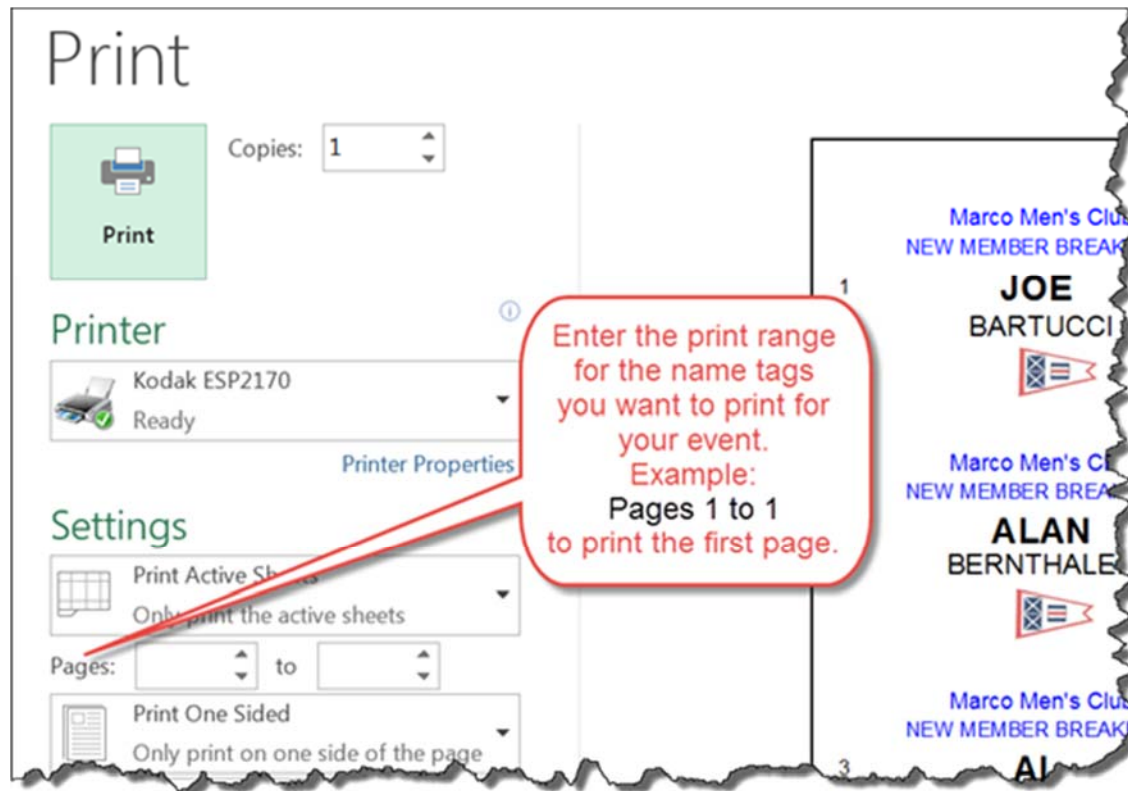 Print
Copies: 1
Print
Printer
Kodak ESP2170
Ready
Printer Properties
Settings
Print Active Sheets
Only print the active sheets
Pages: to
Print One Sided
Only print on one side of the page
Enter the print range
for the name tags
you want to print for
your event.
Example:
Pages 1 to 1
to print the first page.
Marco Men's Clu
NEW MEMBER BREAK
1
JOE
BARTUCCI
Marco Men's
NEW MEMBER BREA
ALAN
BERNTHALE
Marco Men's Clu
NEW MEMBER BREAK
3